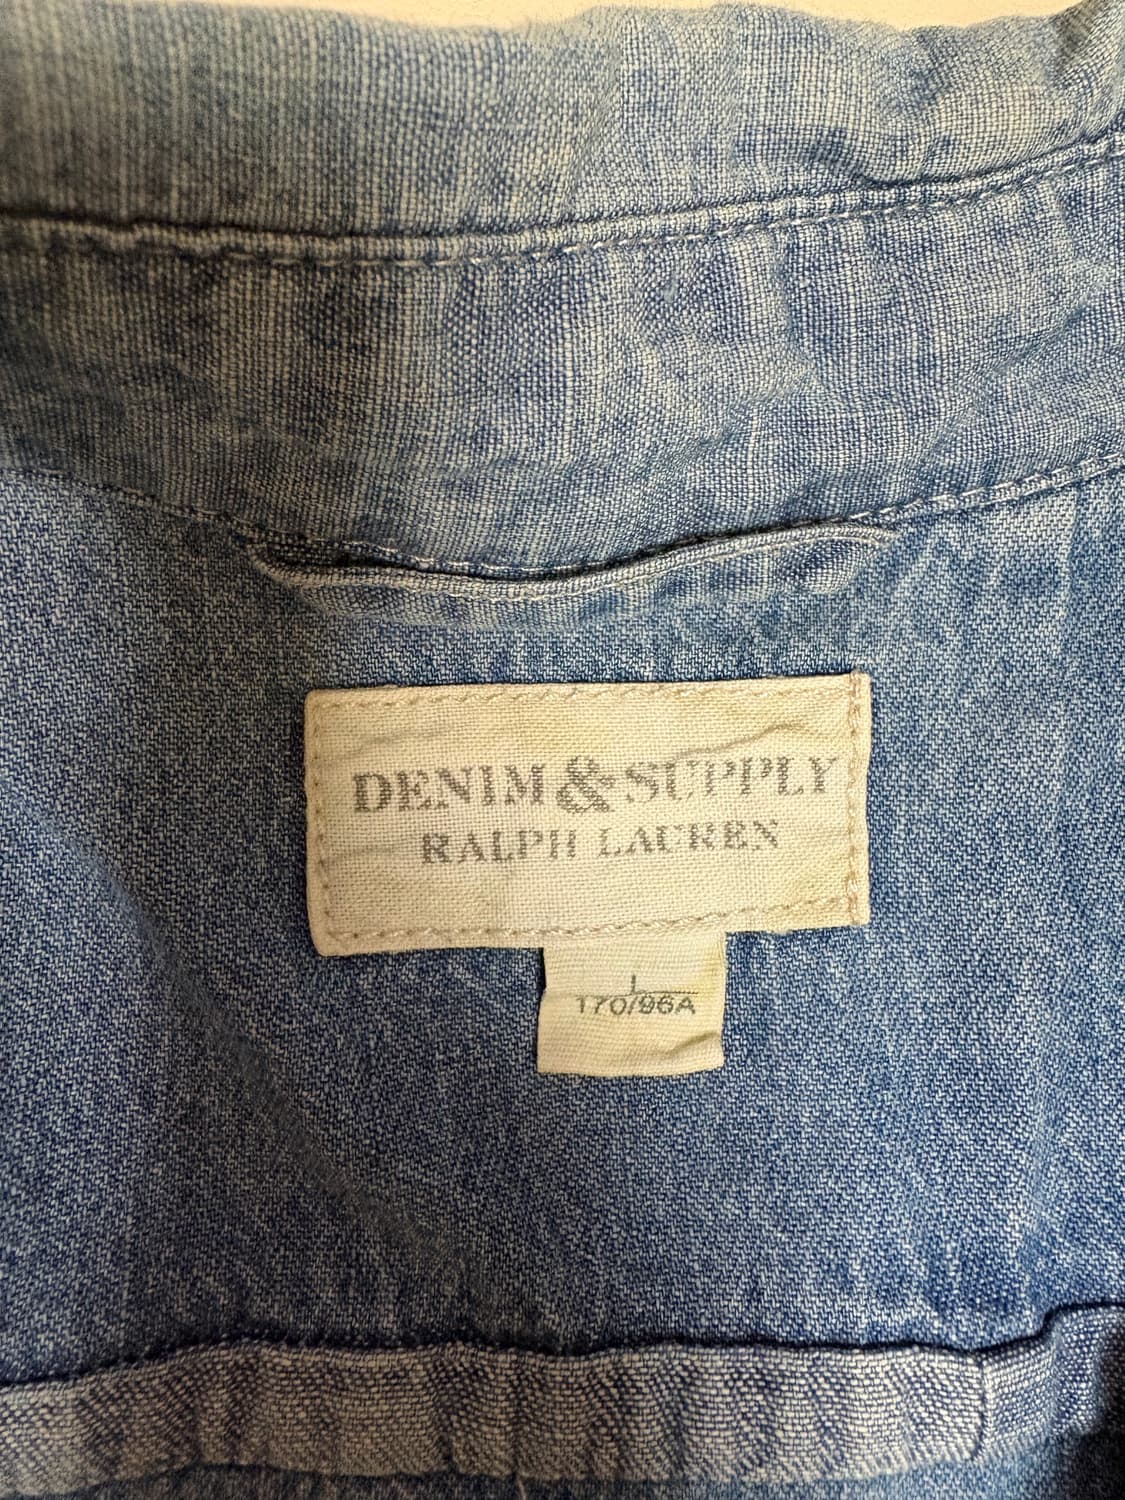 DENIM & SUPPLY
RALPH LAUREN
L
170/96A